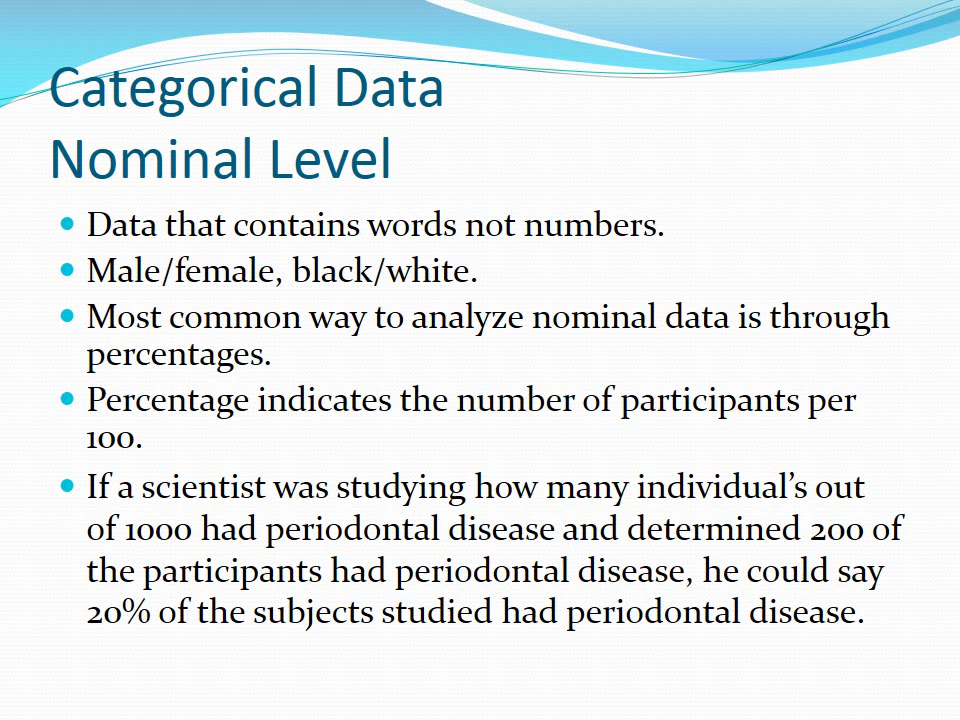 Categorical Data
Nominal Level
Data that contains words not numbers.
Male/female, black/white.
Most common way to analyze nominal data is through
percentages.
Percentage indicates the number of participants per
100.
If a scientist was studying how many individual’s out
of 1000 had periodontal disease and determined 200 of
the participants had periodontal disease, he could say
20% of the subjects studied had periodontal disease.